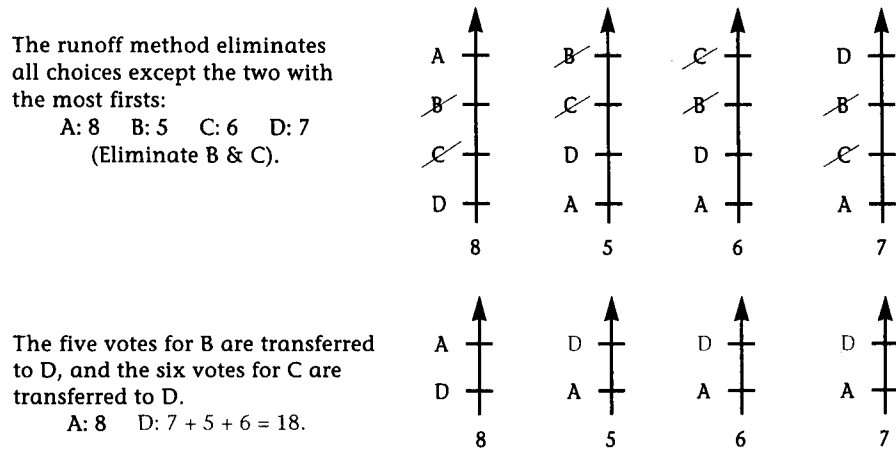 The runoff method eliminates
all choices except the two with
the most firsts:
A: 8 B: 5 C: 6 D: 7
(Eliminate B & C).
A B C D
B C B B
C D D C
D A A A
8 5 6 7
The five votes for B are transferred
to D, and the six votes for C are
transferred to D.
A: 8 D: 7 + 5 + 6 = 18.
A D D D
D A A A
8 5 6 7